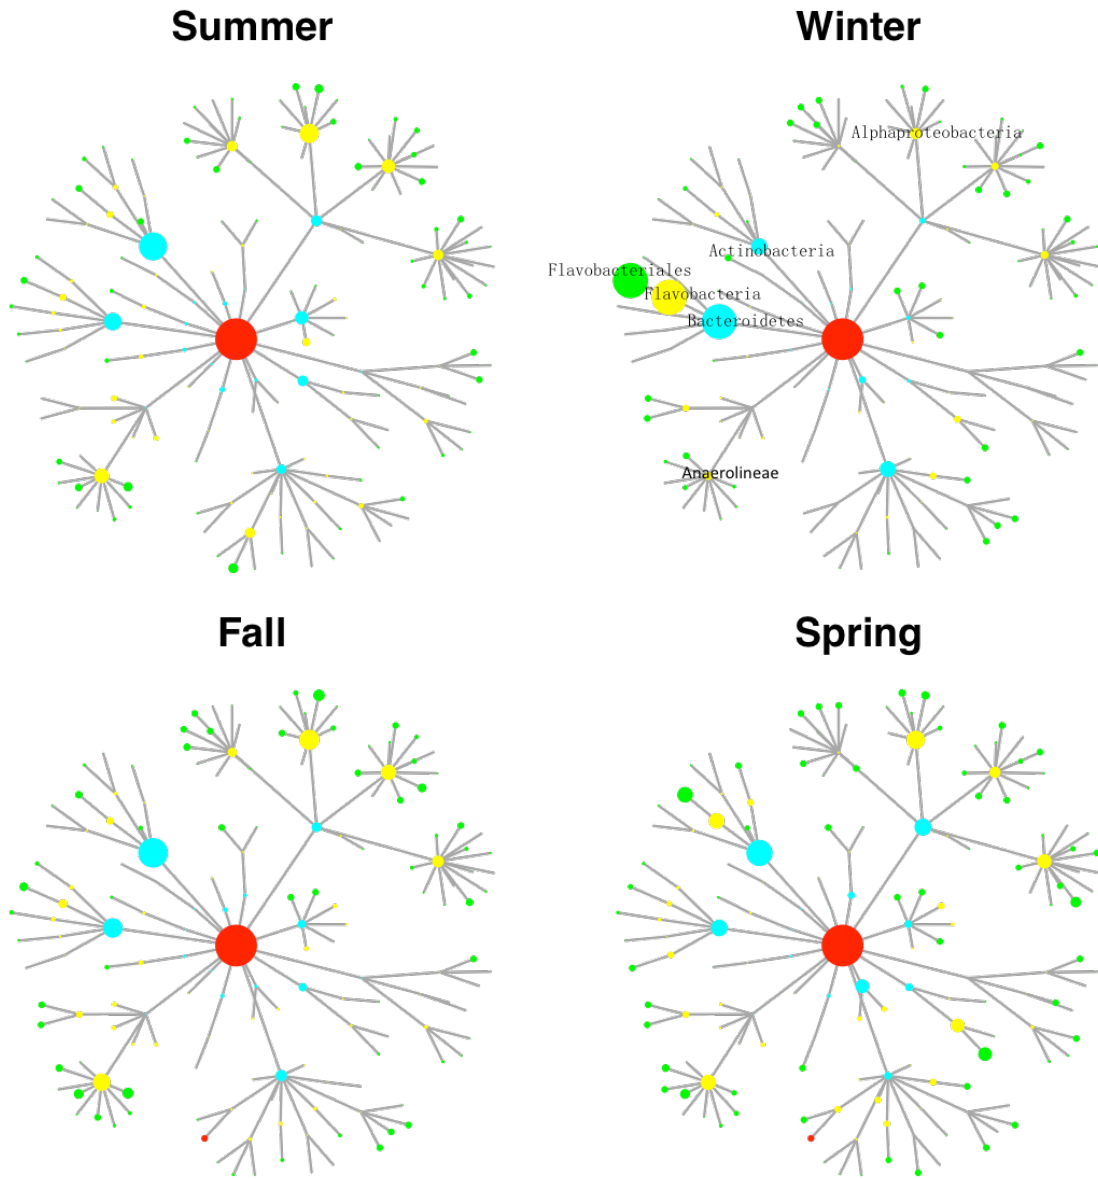 Summer
Winter
Alphaproteobacteria
Actinobacteria
Flavobacteriales
Flavobacteria
Bacteroidetes
Anaerolineae
Fall
Spring